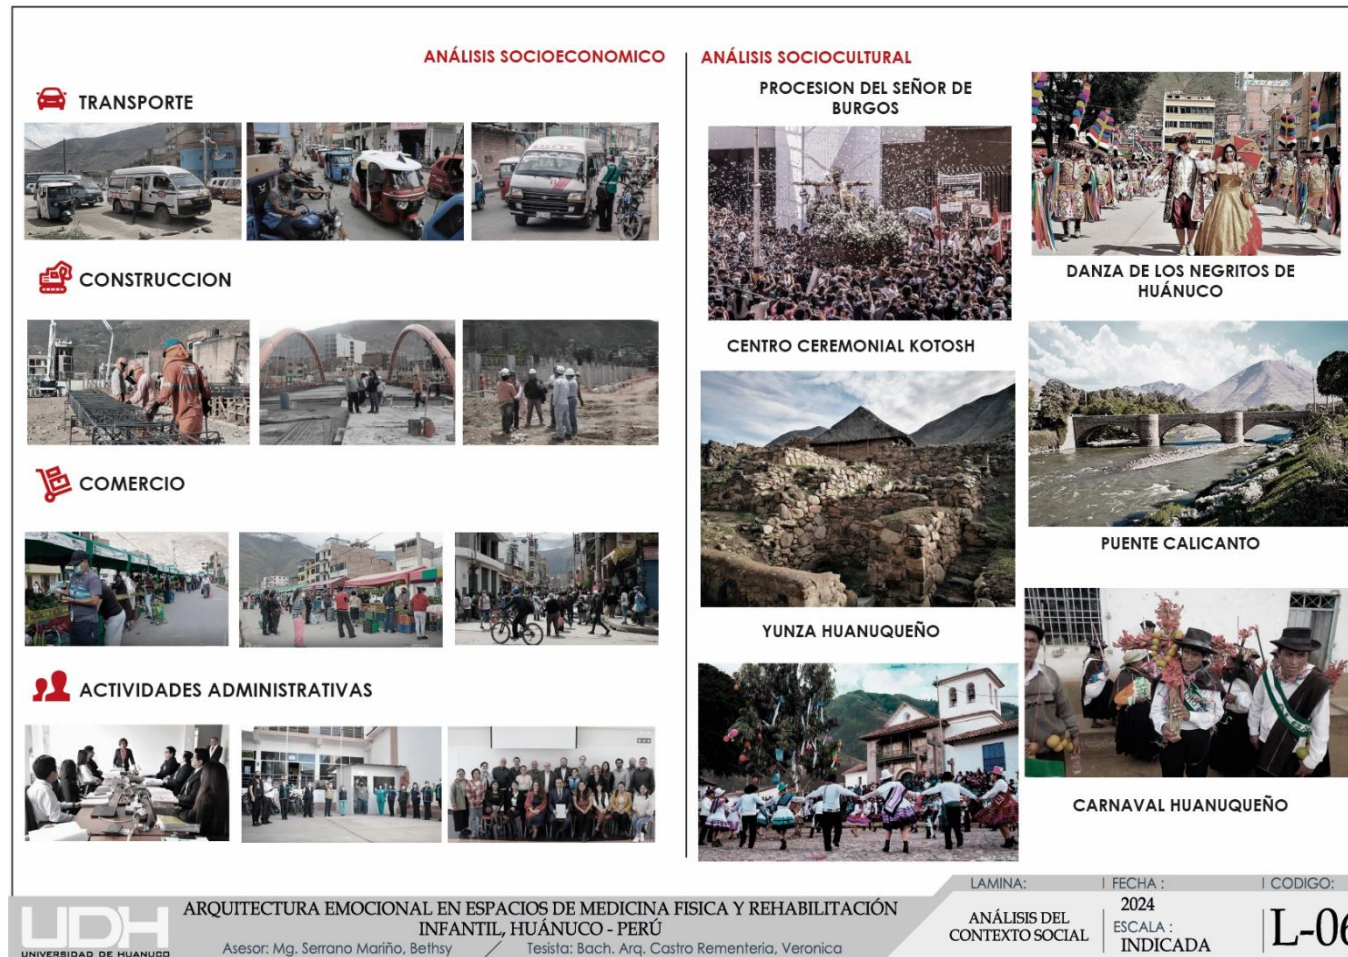 ANÁLISIS SOCIOECONOMICO
TRANSPORTE
CONSTRUCCION
COMERCIO
ACTIVIDADES ADMINISTRATIVAS
ANÁLISIS SOCIOCULTURAL
PROCESION DEL SEÑOR DE
BURGOS
DANZA DE LOS NEGRITOS DE
HUÁNUCO
CENTRO CEREMONIAL KOTOSH
PUENTE CALICANTO
YUNZA HUANUQUEÑO
CARNAVAL HUANUQUEÑO
UDH
UNIVERSIDAD DE HUANUCO
ARQUITECTURA EMOCIONAL EN ESPACIOS DE MEDICINA FISICA Y REHABILITACIÓN
INFANTIL, HUÁNUCO - PERÚ
Asesor: Mg. Serrano Mariño, Bethsy
Tesista: Bach. Arq. Castro Rementeria, Veronica
LAMINA:
ANÁLISIS DEL
CONTEXTO SOCIAL
FECHA :
2024
ESCALA :
INDICADA
CODIGO:
L-06